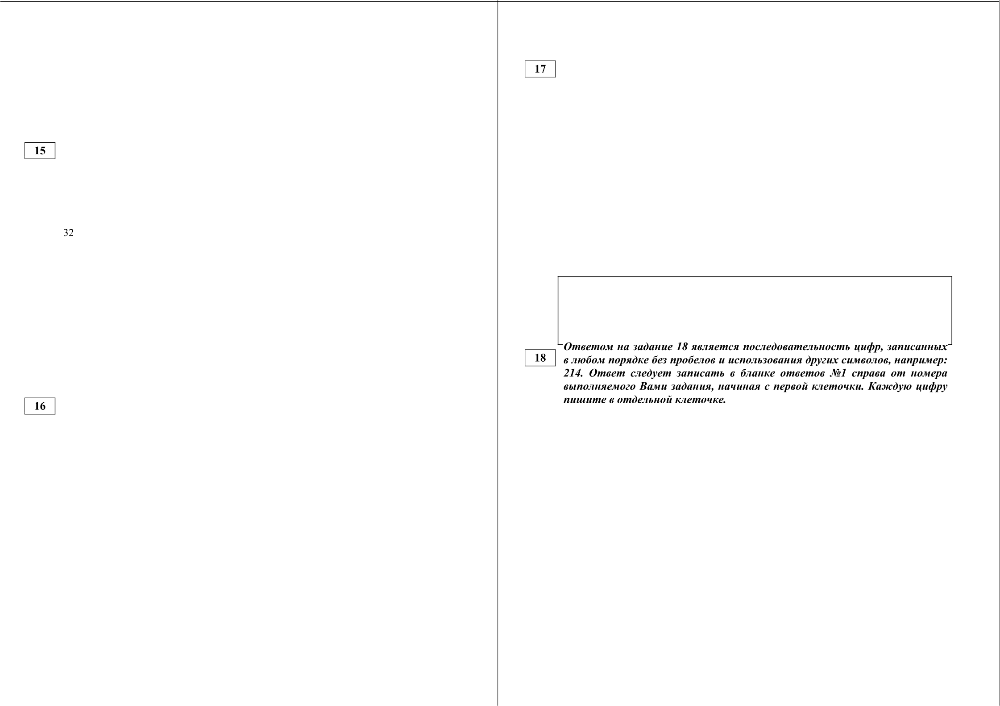 15
32
16
17
Ответом на задание 18 является последовательность цифр, записанных
18
в любом порядке без пробелов и использования других символов, например:
214. Ответ следует записать в бланке ответов №1 справа от номера
выполняемого Вами задания, начиная с первой клеточки. Каждую цифру
пишите в отдельной клеточке.